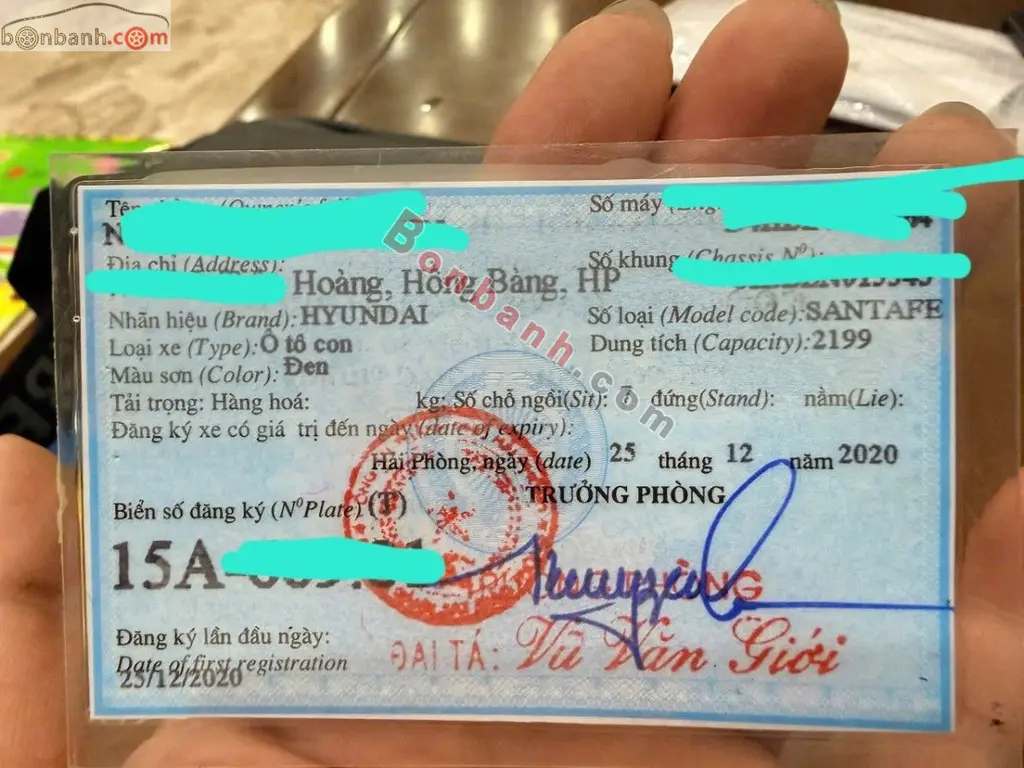 bonbanh.com
Số máy
Địa chỉ (Address):
Số khung (Chassis Nº):
Hoàng, Hồng Bàng, HP
Nhãn hiệu (Brand): HYUNDAI
Số loại (Model code): SANTAFE
Loại xe (Type): Ô tô con
Dung tích (Capacity): 2199
Màu sơn (Color): Đen
Tải trọng: Hàng hoá: kg; Số chỗ ngồi(Sit): 7 đứng(Stand): nằm(Lie):
Đăng ký xe có giá trị đến ngày (date of expiry):
Hải Phòng, ngày (date) 25 tháng 12 năm 2020
TRƯỞNG PHÒNG
Biển số đăng ký (NºPlate) (T)
15A-
Đăng ký lần đầu ngày:
Date of first registration
25/12/2020
ĐẠI TÁ: Vũ Văn Giới
Bonbanh.com